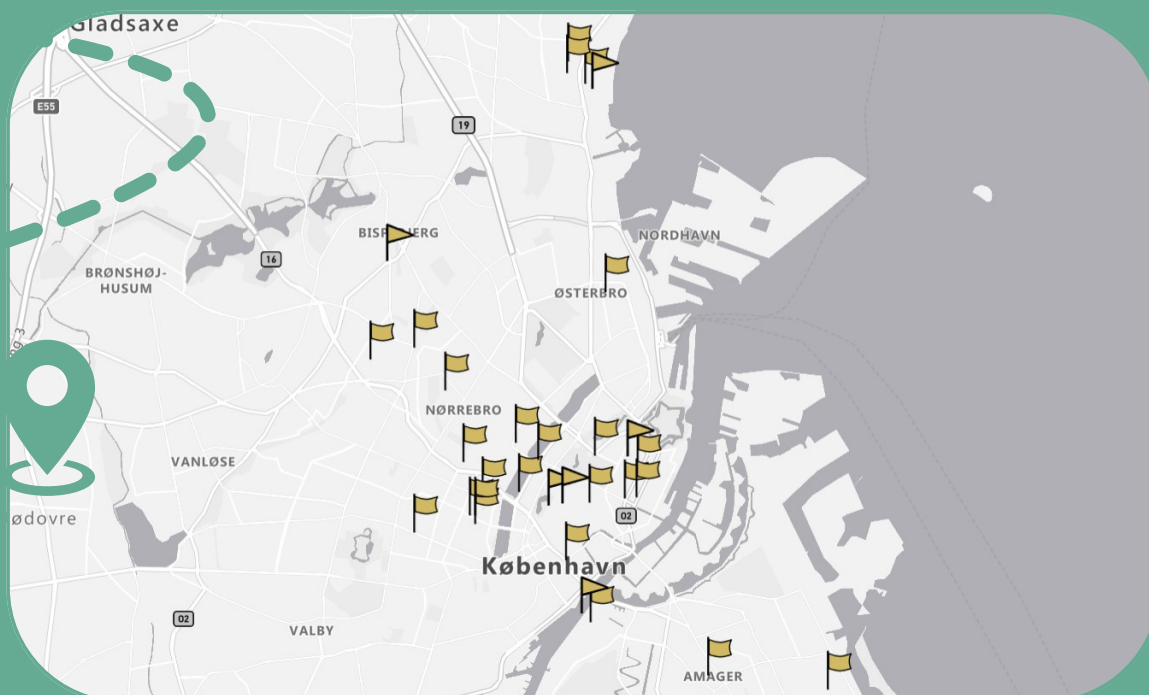 Gladsaxe
E55
19
BISPEBJERG
NORDHAVN
16
BRØNSHØJ-
HUSUM
ØSTERBRO
NØRREBRO
VANLØSE
ødovre
02
København
02
VALBY
AMAGER